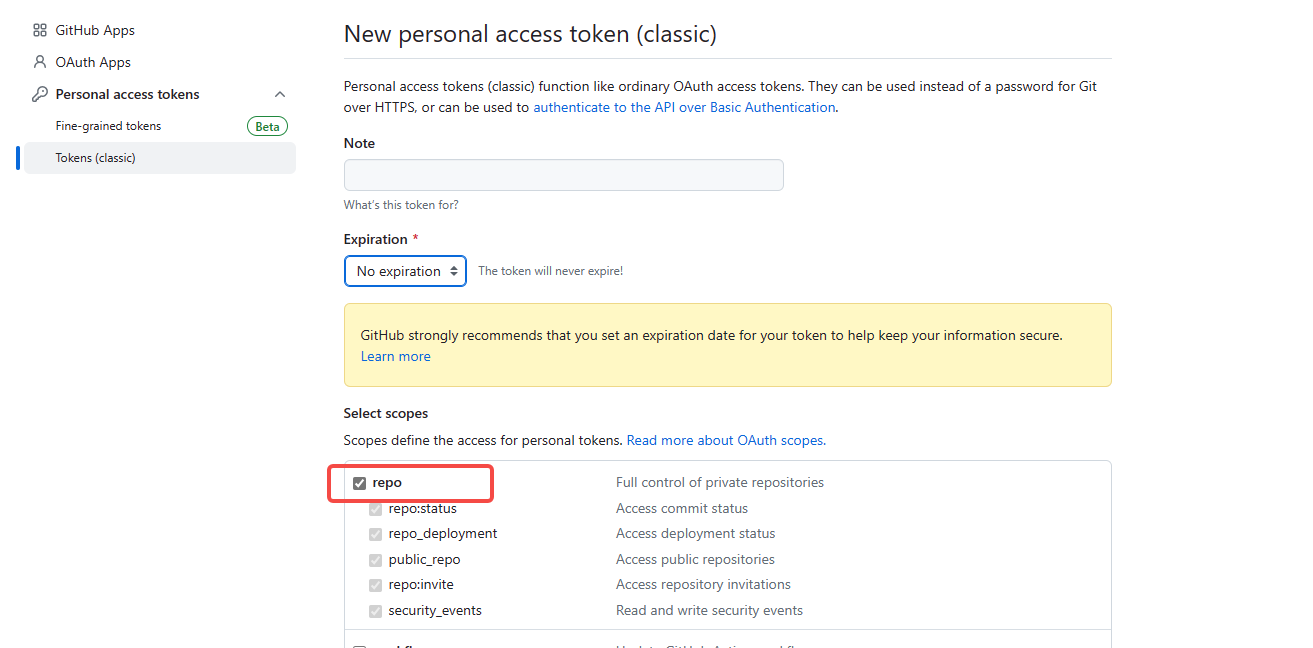 GitHub Apps
OAuth Apps
Personal access tokens
Fine-grained tokens
Beta
Tokens (classic)
New personal access token (classic)
Personal access tokens (classic) function like ordinary OAuth access tokens. They can be used instead of a password for Git
over HTTPS, or can be used to authenticate to the API over Basic Authentication.
Note
What's this token for?
Expiration *
No expiration
The token will never expire!
GitHub strongly recommends that you set an expiration date for your token to help keep your information secure.
Learn more
Select scopes
Scopes define the access for personal tokens. Read more about OAuth scopes.
repo Full control of private repositories
repo:status Access commit status
repo_deployment Access deployment status
public_repo Access public repositories
repo:invite Access repository invitations
security_events Read and write security events